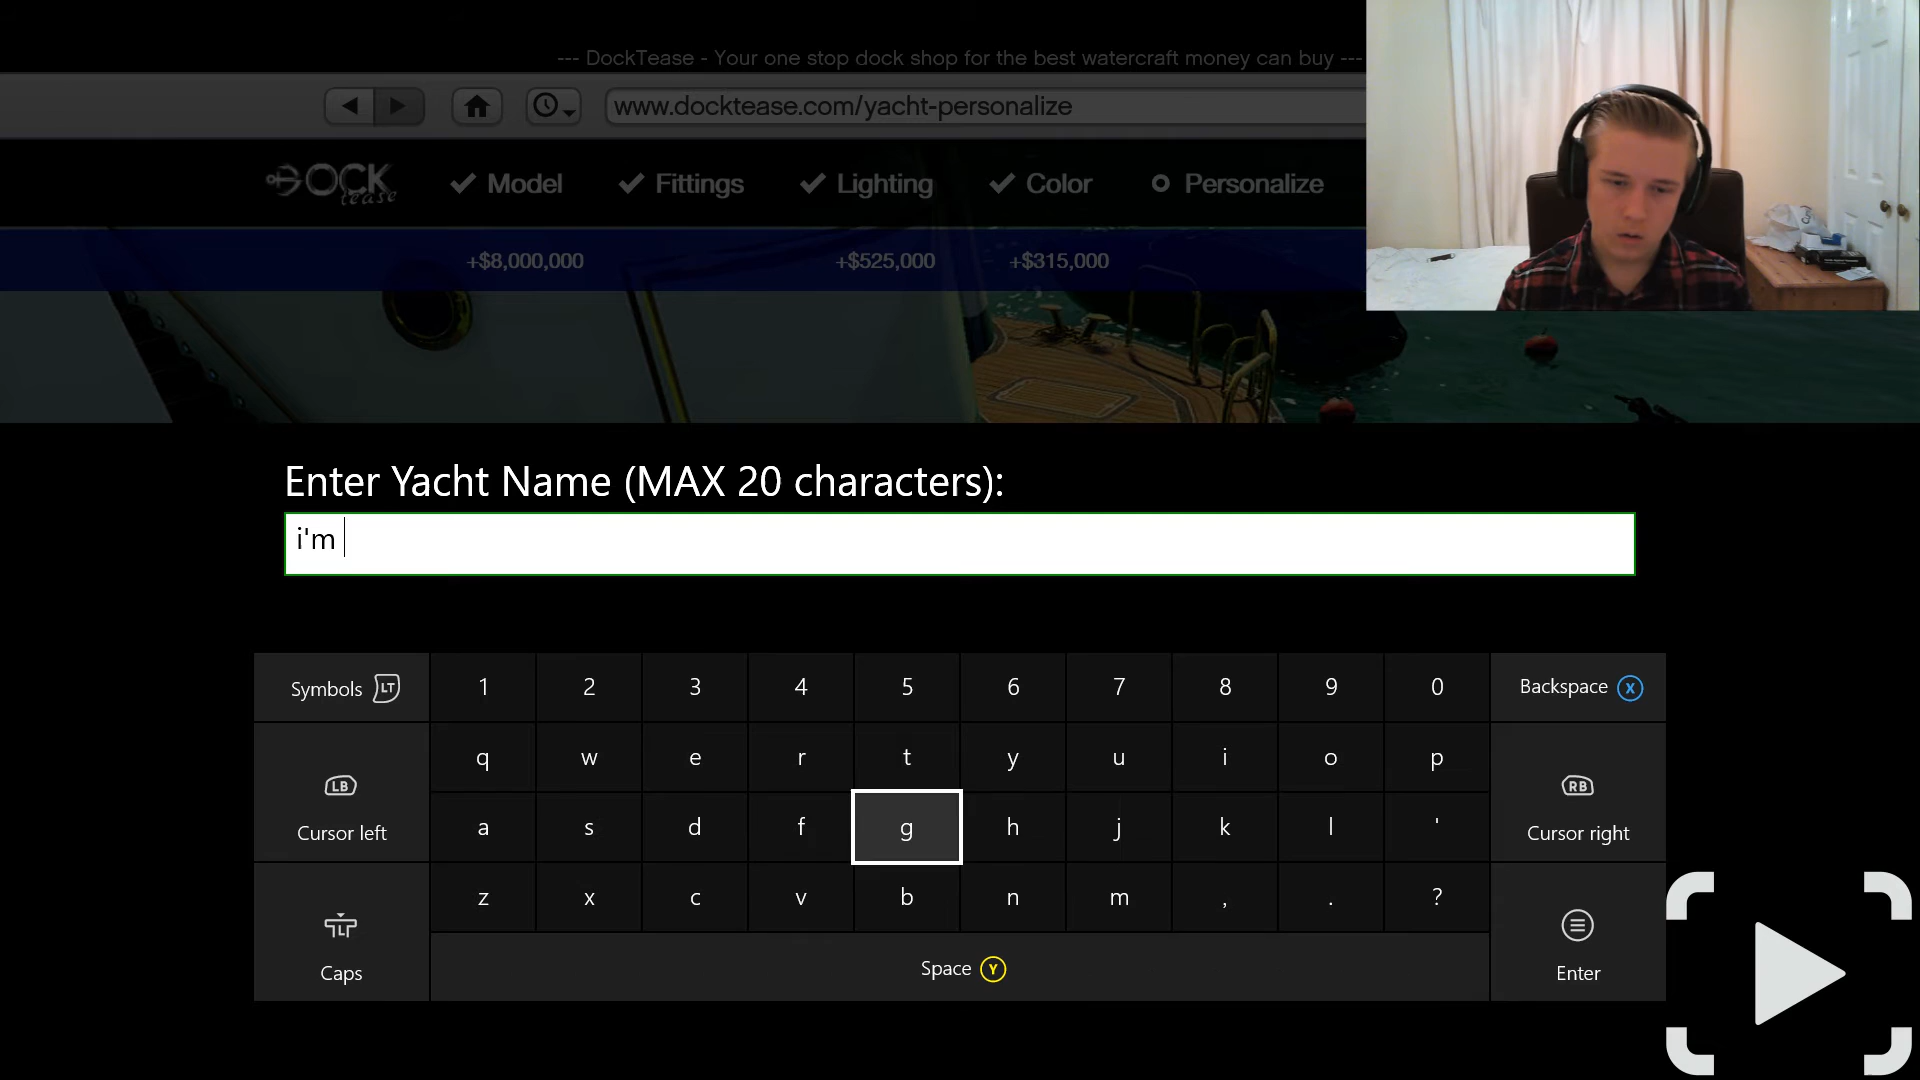 --- DockTease - Your one stop dock shop for the best watercraft money can buy ---
www.docktease.com/yacht-personalize
DOCK tease
Model Fittings Lighting Color Personalize
+$8,000,000 +$525,000 +$315,000
Enter Yacht Name (MAX 20 characters):
i'm
Symbols LT 1 2 3 4 5 6 7 8 9 0 Backspace X
q w e r t y u i o p
LB RB
Cursor left a s d f g h j k l ' Cursor right
z x c v b n m , . ?
Caps Space Y Enter